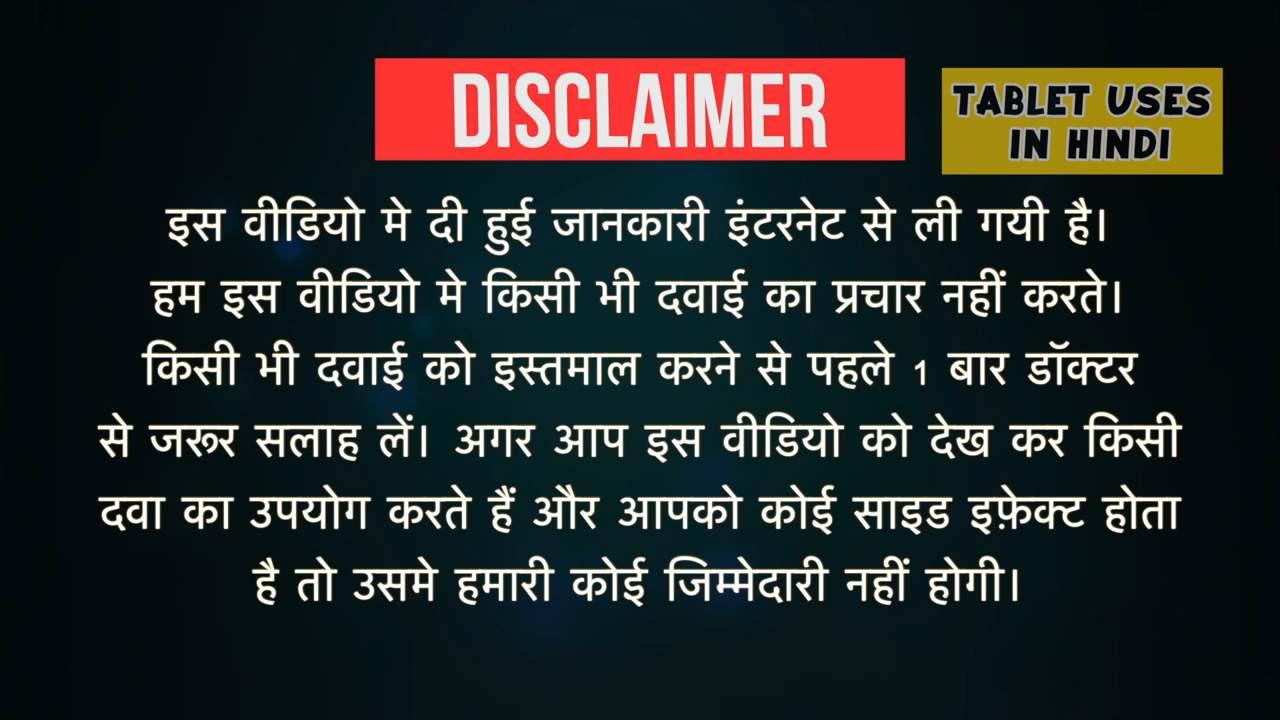 DISCLAIMER
TABLET USES
IN HINDI
इस वीडियो मे दी हुई जानकारी इंटरनेट से ली गयी है।
हम इस वीडियो मे किसी भी दवाई का प्रचार नहीं करते।
किसी भी दवाई को इस्तमाल करने से पहले 1 बार डॉक्टर
से जरूर सलाह लें। अगर आप इस वीडियो को देख कर किसी
दवा का उपयोग करते हैं और आपको कोई साइड इफ़ेक्ट होता
है तो उसमे हमारी कोई जिम्मेदारी नहीं होगी।